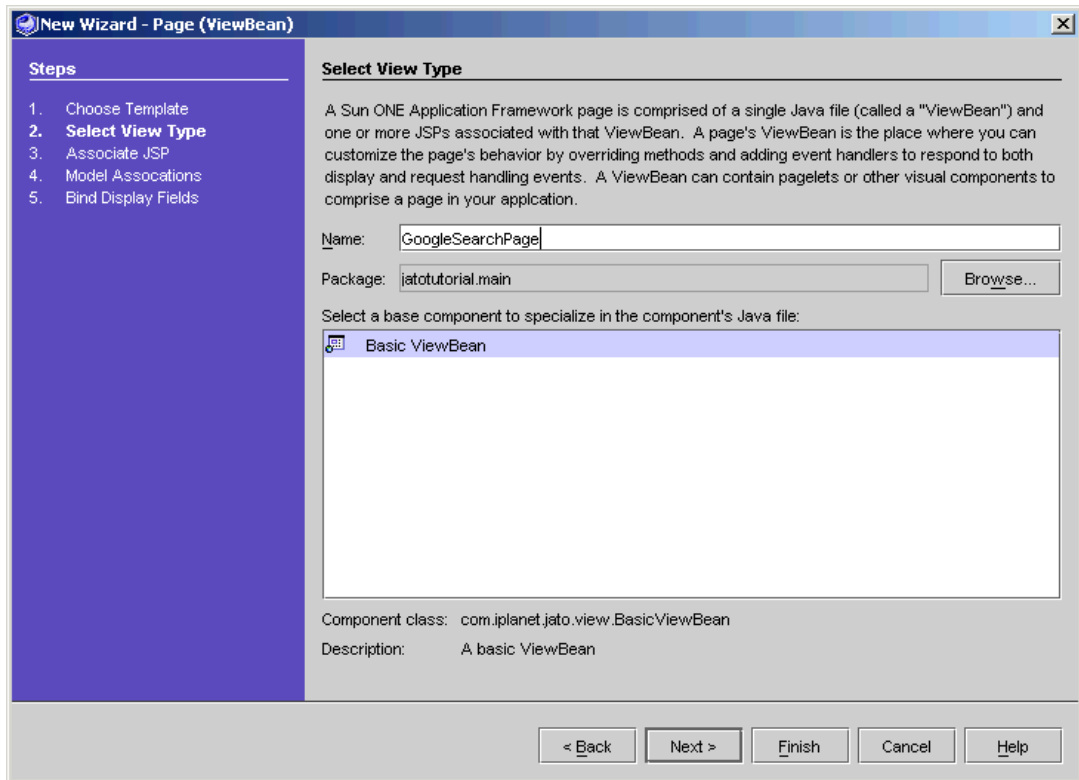 New Wizard - Page (ViewBean)
Steps
1. Choose Template
2. Select View Type
3. Associate JSP
4. Model Assocations
5. Bind Display Fields
Select View Type
A Sun ONE Application Framework page is comprised of a single Java file (called a "ViewBean") and
one or more JSPs associated with that ViewBean. A page's ViewBean is the place where you can
customize the page's behavior by overriding methods and adding event handlers to respond to both
display and request handling events. A ViewBean can contain pagelets or other visual components to
comprise a page in your applcation.
Name: GoogleSearchPage
Package: jatotutorial.main Browse...
Select a base component to specialize in the component's Java file:
Basic ViewBean
Component class: com.iplanet.jato.view.BasicViewBean
Description: A basic ViewBean
< Back Next > Finish Cancel Help